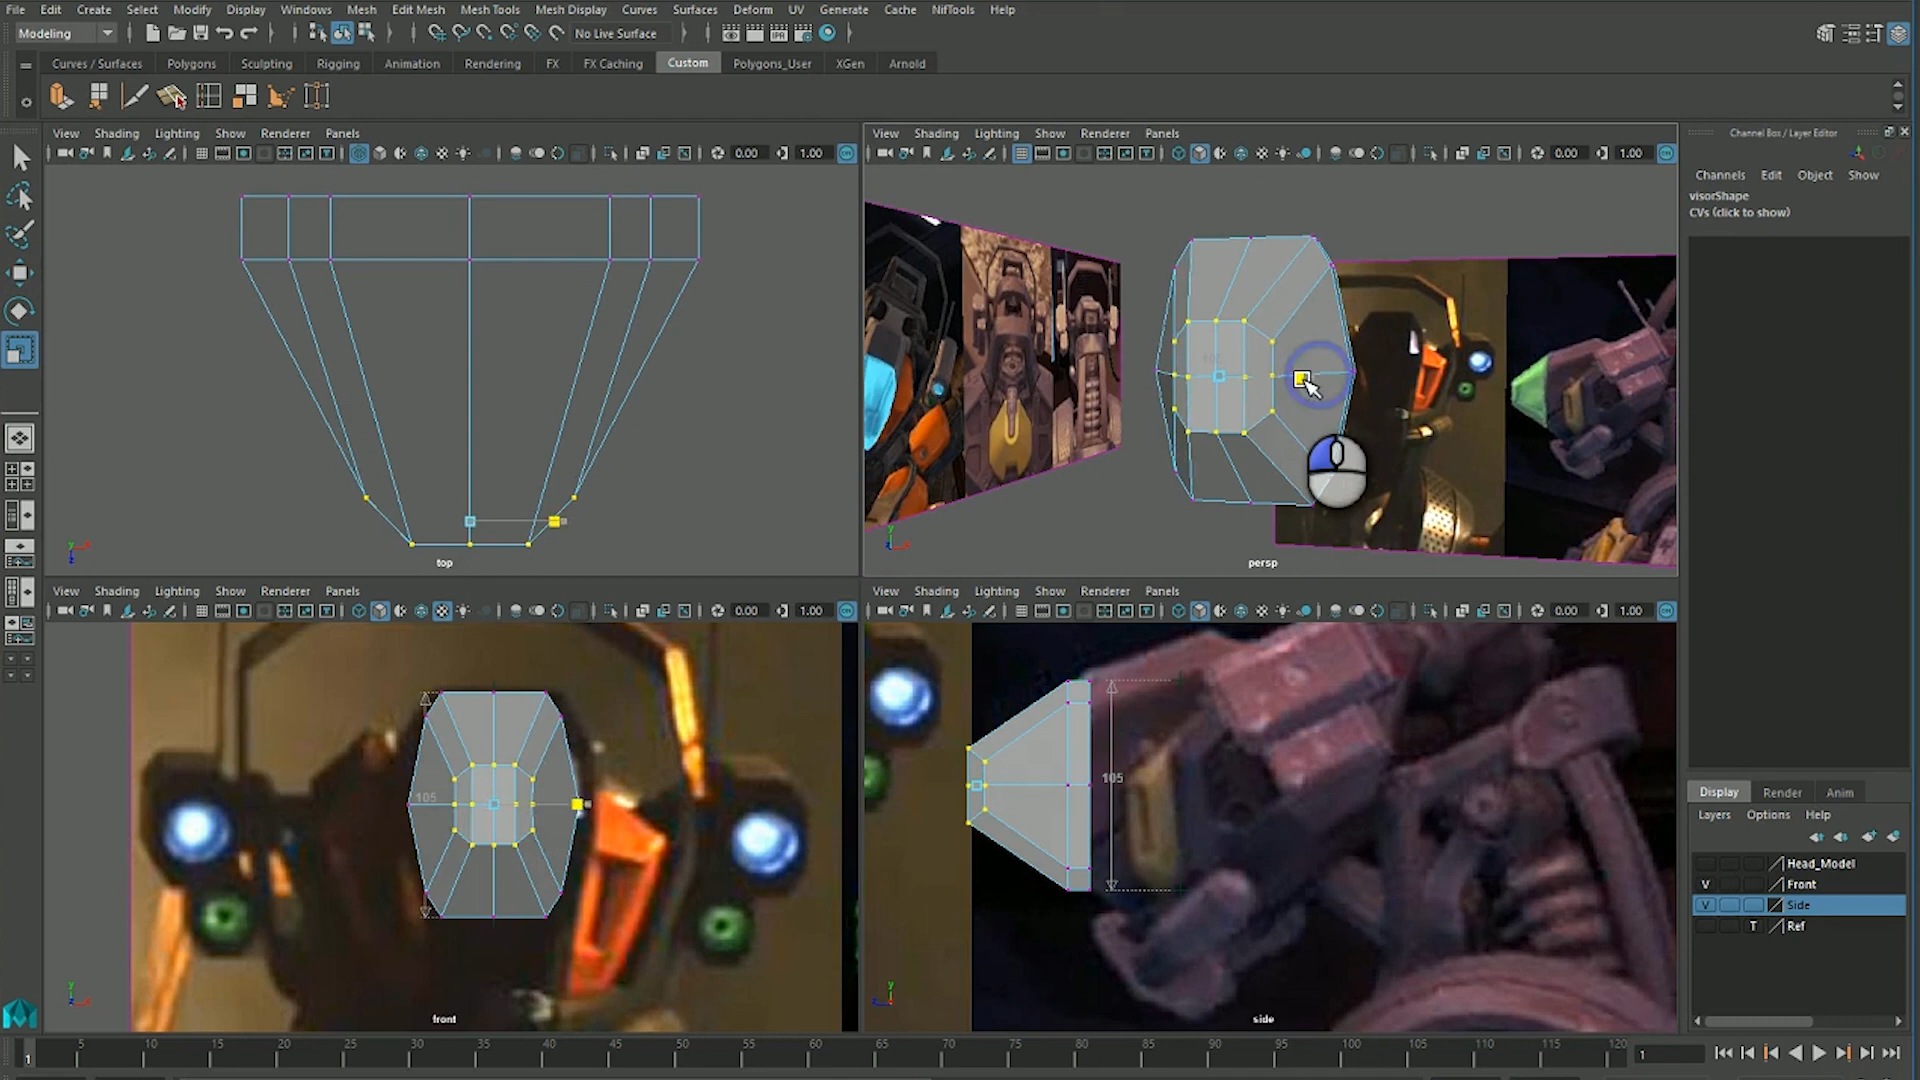 File Edit Create Select Modify Display Windows Mesh Edit Mesh Mesh Tools Mesh Display Curves Surfaces Deform UV Generate Cache NifTools Help
Modeling
No Live Surface
Curves / Surfaces Polygons Sculpting Rigging Animation Rendering FX FX Caching Custom Polygons_User XGen Arnold
IPR
View Shading Lighting Show Renderer Panels
0.00 1.00
top
View Shading Lighting Show Renderer Panels
0.00 1.00
persp
Channel Box / Layer Editor
Channels Edit Object Show
visorShape
CVs (click to show)
View Shading Lighting Show Renderer Panels
0.00 1.00
105
front
View Shading Lighting Show Renderer Panels
0.00 1.00
105
side
Display Render Anim
Layers Options Help
Head_Model
V Front
V Side
T Ref
5 10 15 20 25 30 35 40 45 50 55 60 65 70 75 80 85 90 95 100 105 110 115 120
1
1